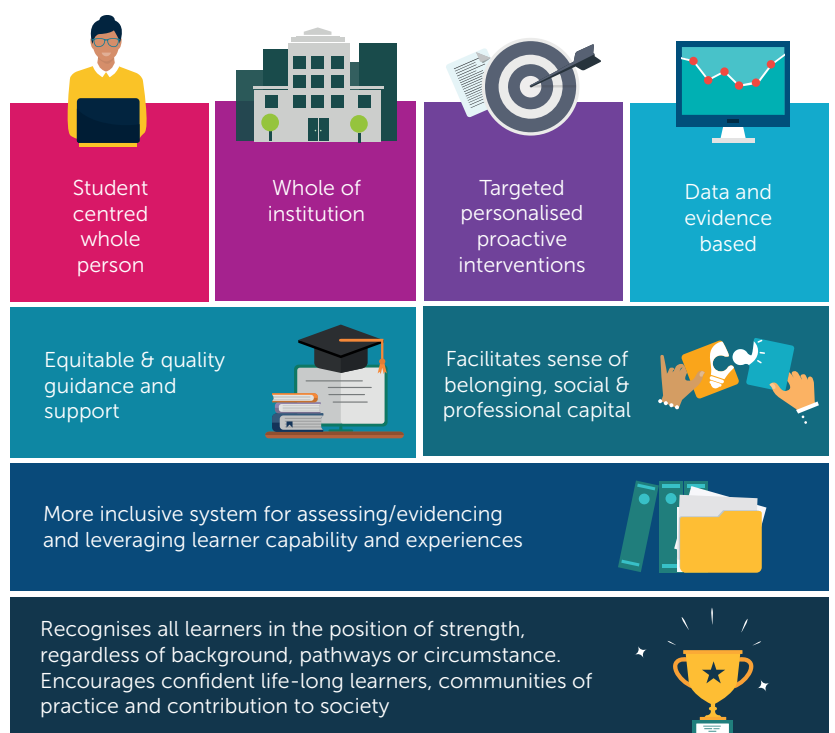 Student
centred
whole
person
Whole of
institution
Targeted
personalised
proactive
interventions
Data and
evidence
based
Equitable & quality
guidance and
support
Facilitates sense of
belonging, social &
professional capital
More inclusive system for assessing/evidencing
and leveraging learner capability and experiences
Recognises all learners in the position of strength,
regardless of background, pathways or circumstance.
Encourages confident life-long learners, communities of
practice and contribution to society